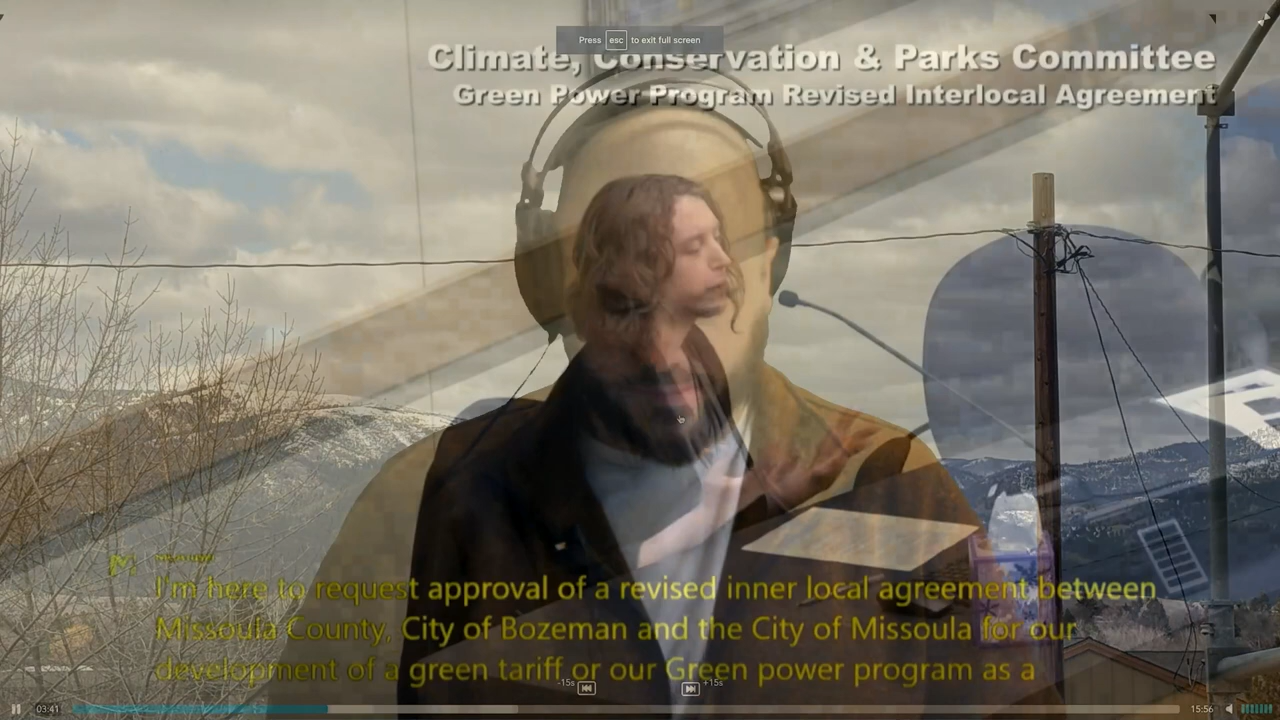 Press esc to exit full screen
Climate, Conservation & Parks Committee
Green Power Program Revised Interlocal Agreement
I'm here to request approval of a revised inner local agreement between
Missoula County, City of Bozeman and the City of Missoula for our
development of a green tariff or our Green power program as a
-15s
+15s
03:41
15:56